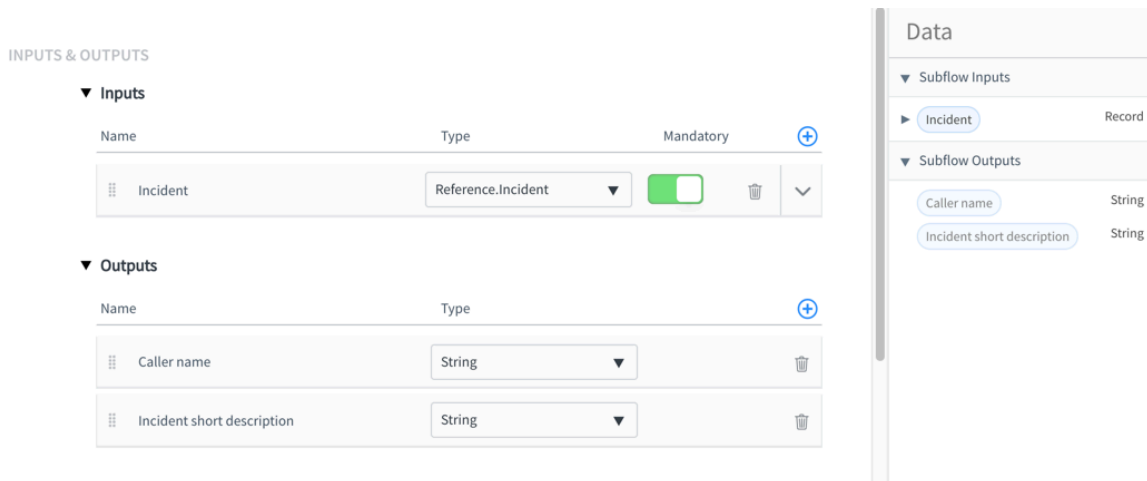 INPUTS & OUTPUTS
Inputs
Name Type Mandatory
Incident Reference.Incident
Outputs
Name Type
Caller name String
Incident short description String
Data
Subflow Inputs
Incident Record
Subflow Outputs
Caller name String
Incident short description String